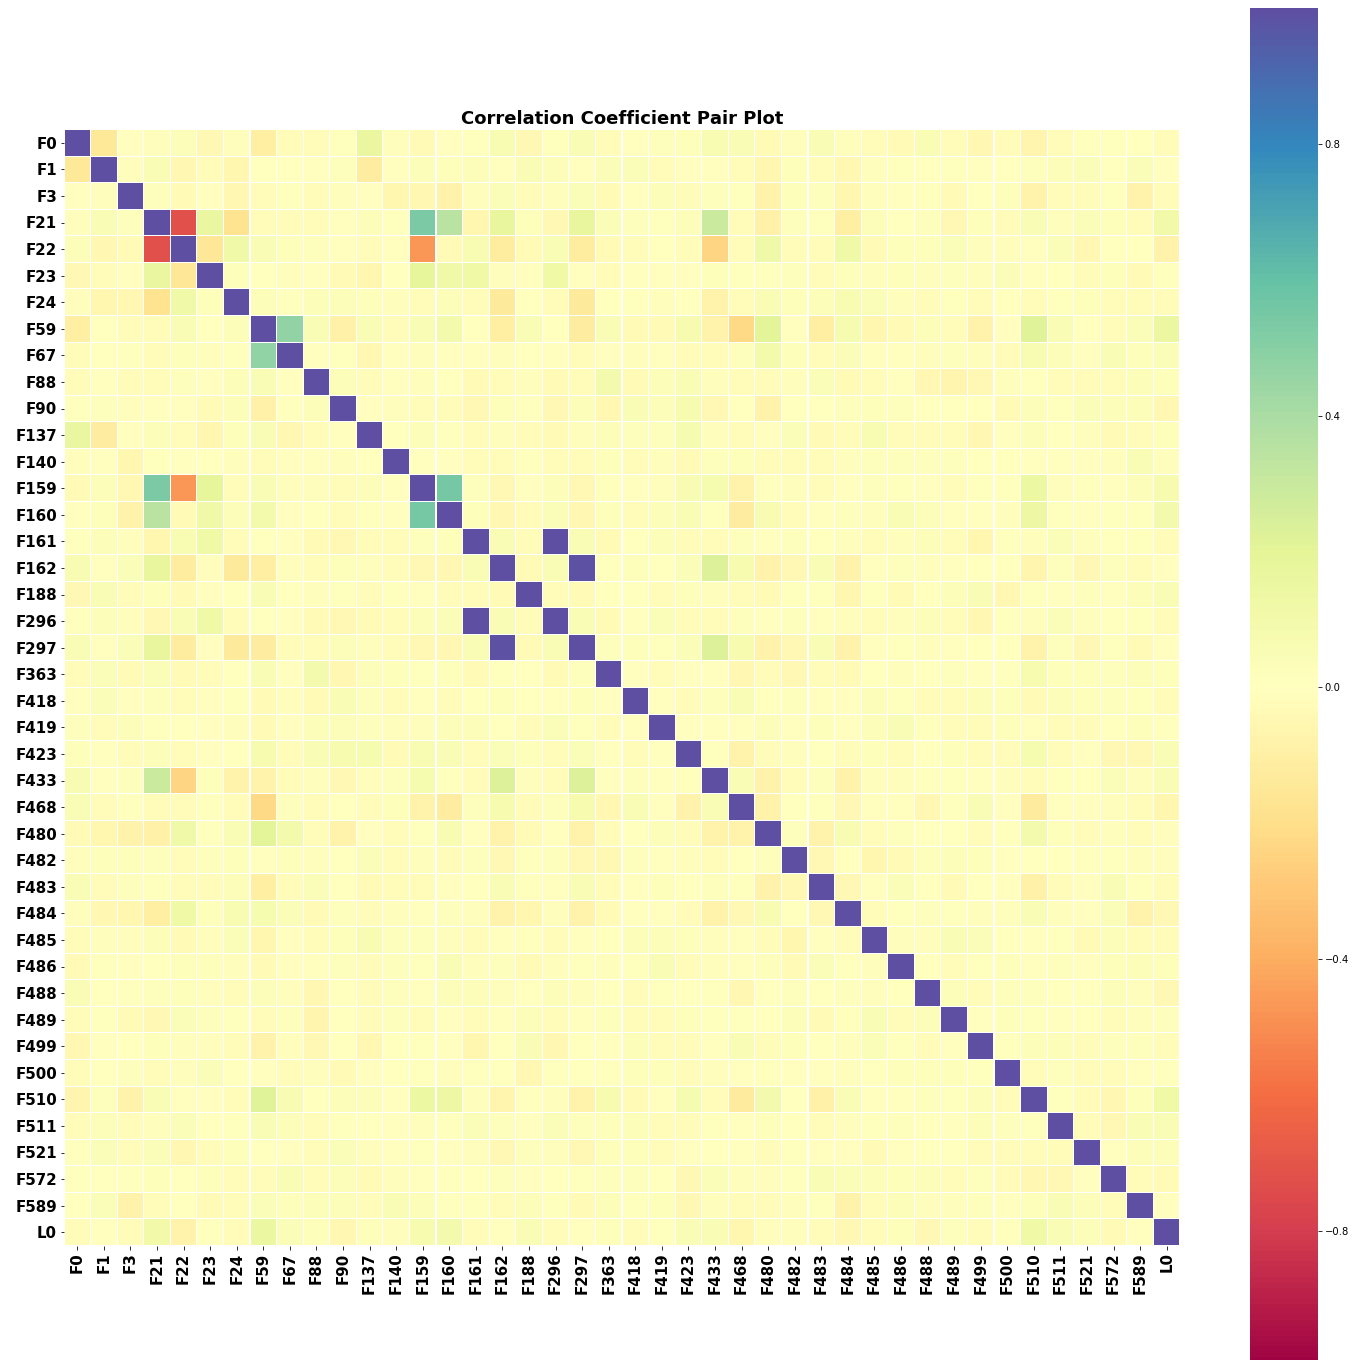 Correlation Coefficient Pair Plot
F0
F1
F3
F21
F22
F23
F24
F59
F67
F88
F90
F137
F140
F159
F160
F161
F162
F188
F296
F297
F363
F418
F419
F423
F433
F468
F480
F482
F483
F484
F485
F486
F488
F489
F499
F500
F510
F511
F521
F572
F589
L0
F0 F1 F3 F21 F22 F23 F24 F59 F67 F88 F90 F137 F140 F159 F160 F161 F162 F188 F296 F297 F363 F418 F419 F423 F433 F468 F480 F482 F483 F484 F485 F486 F488 F489 F499 F500 F510 F511 F521 F572 F589 L0
0.8
0.4
0.0
−0.4
−0.8